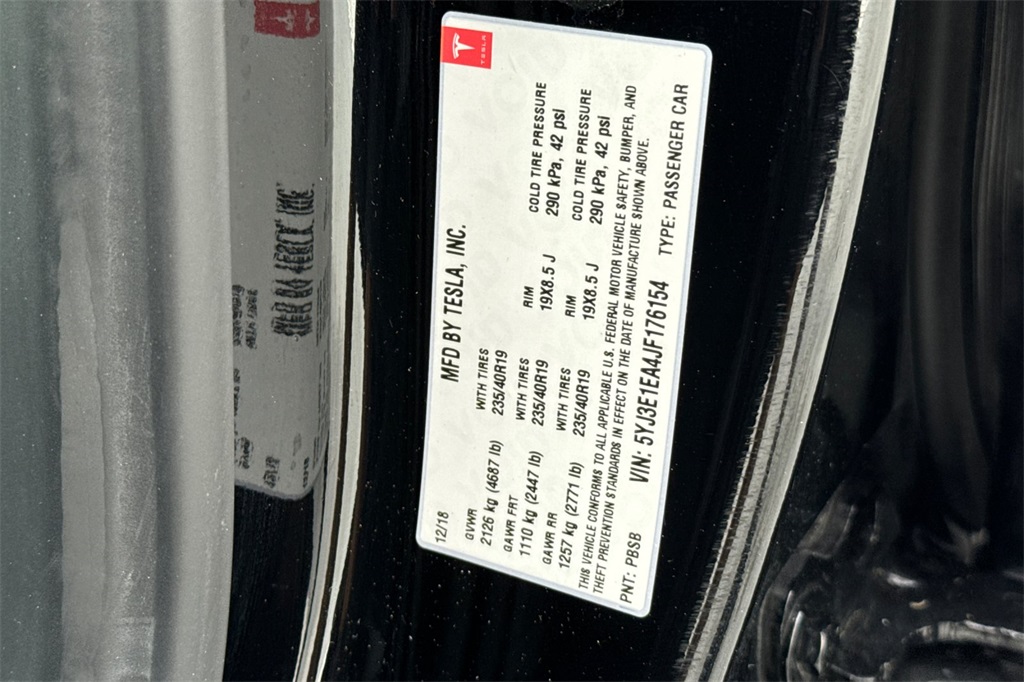 TESLA
MFD BY TESLA, INC.
12/18
GVWR
2126 kg (4687 lb)
WITH TIRES
235/40R19
GAWR FRT
1110 kg (2447 lb)
WITH TIRES
235/40R19
RIM
19X8.5 J
COLD TIRE PRESSURE
290 kPa, 42 psi
GAWR RR
1257 kg (2771 lb)
WITH TIRES
235/40R19
RIM
19X8.5 J
COLD TIRE PRESSURE
290 kPa, 42 psi
THIS VEHICLE CONFORMS TO ALL APPLICABLE U.S. FEDERAL MOTOR VEHICLE SAFETY, BUMPER, AND
THEFT PREVENTION STANDARDS IN EFFECT ON THE DATE OF MANUFACTURE SHOWN ABOVE.
VIN: 5YJ3E1EA4JF176154
PNT: PBSB
TYPE: PASSENGER CAR